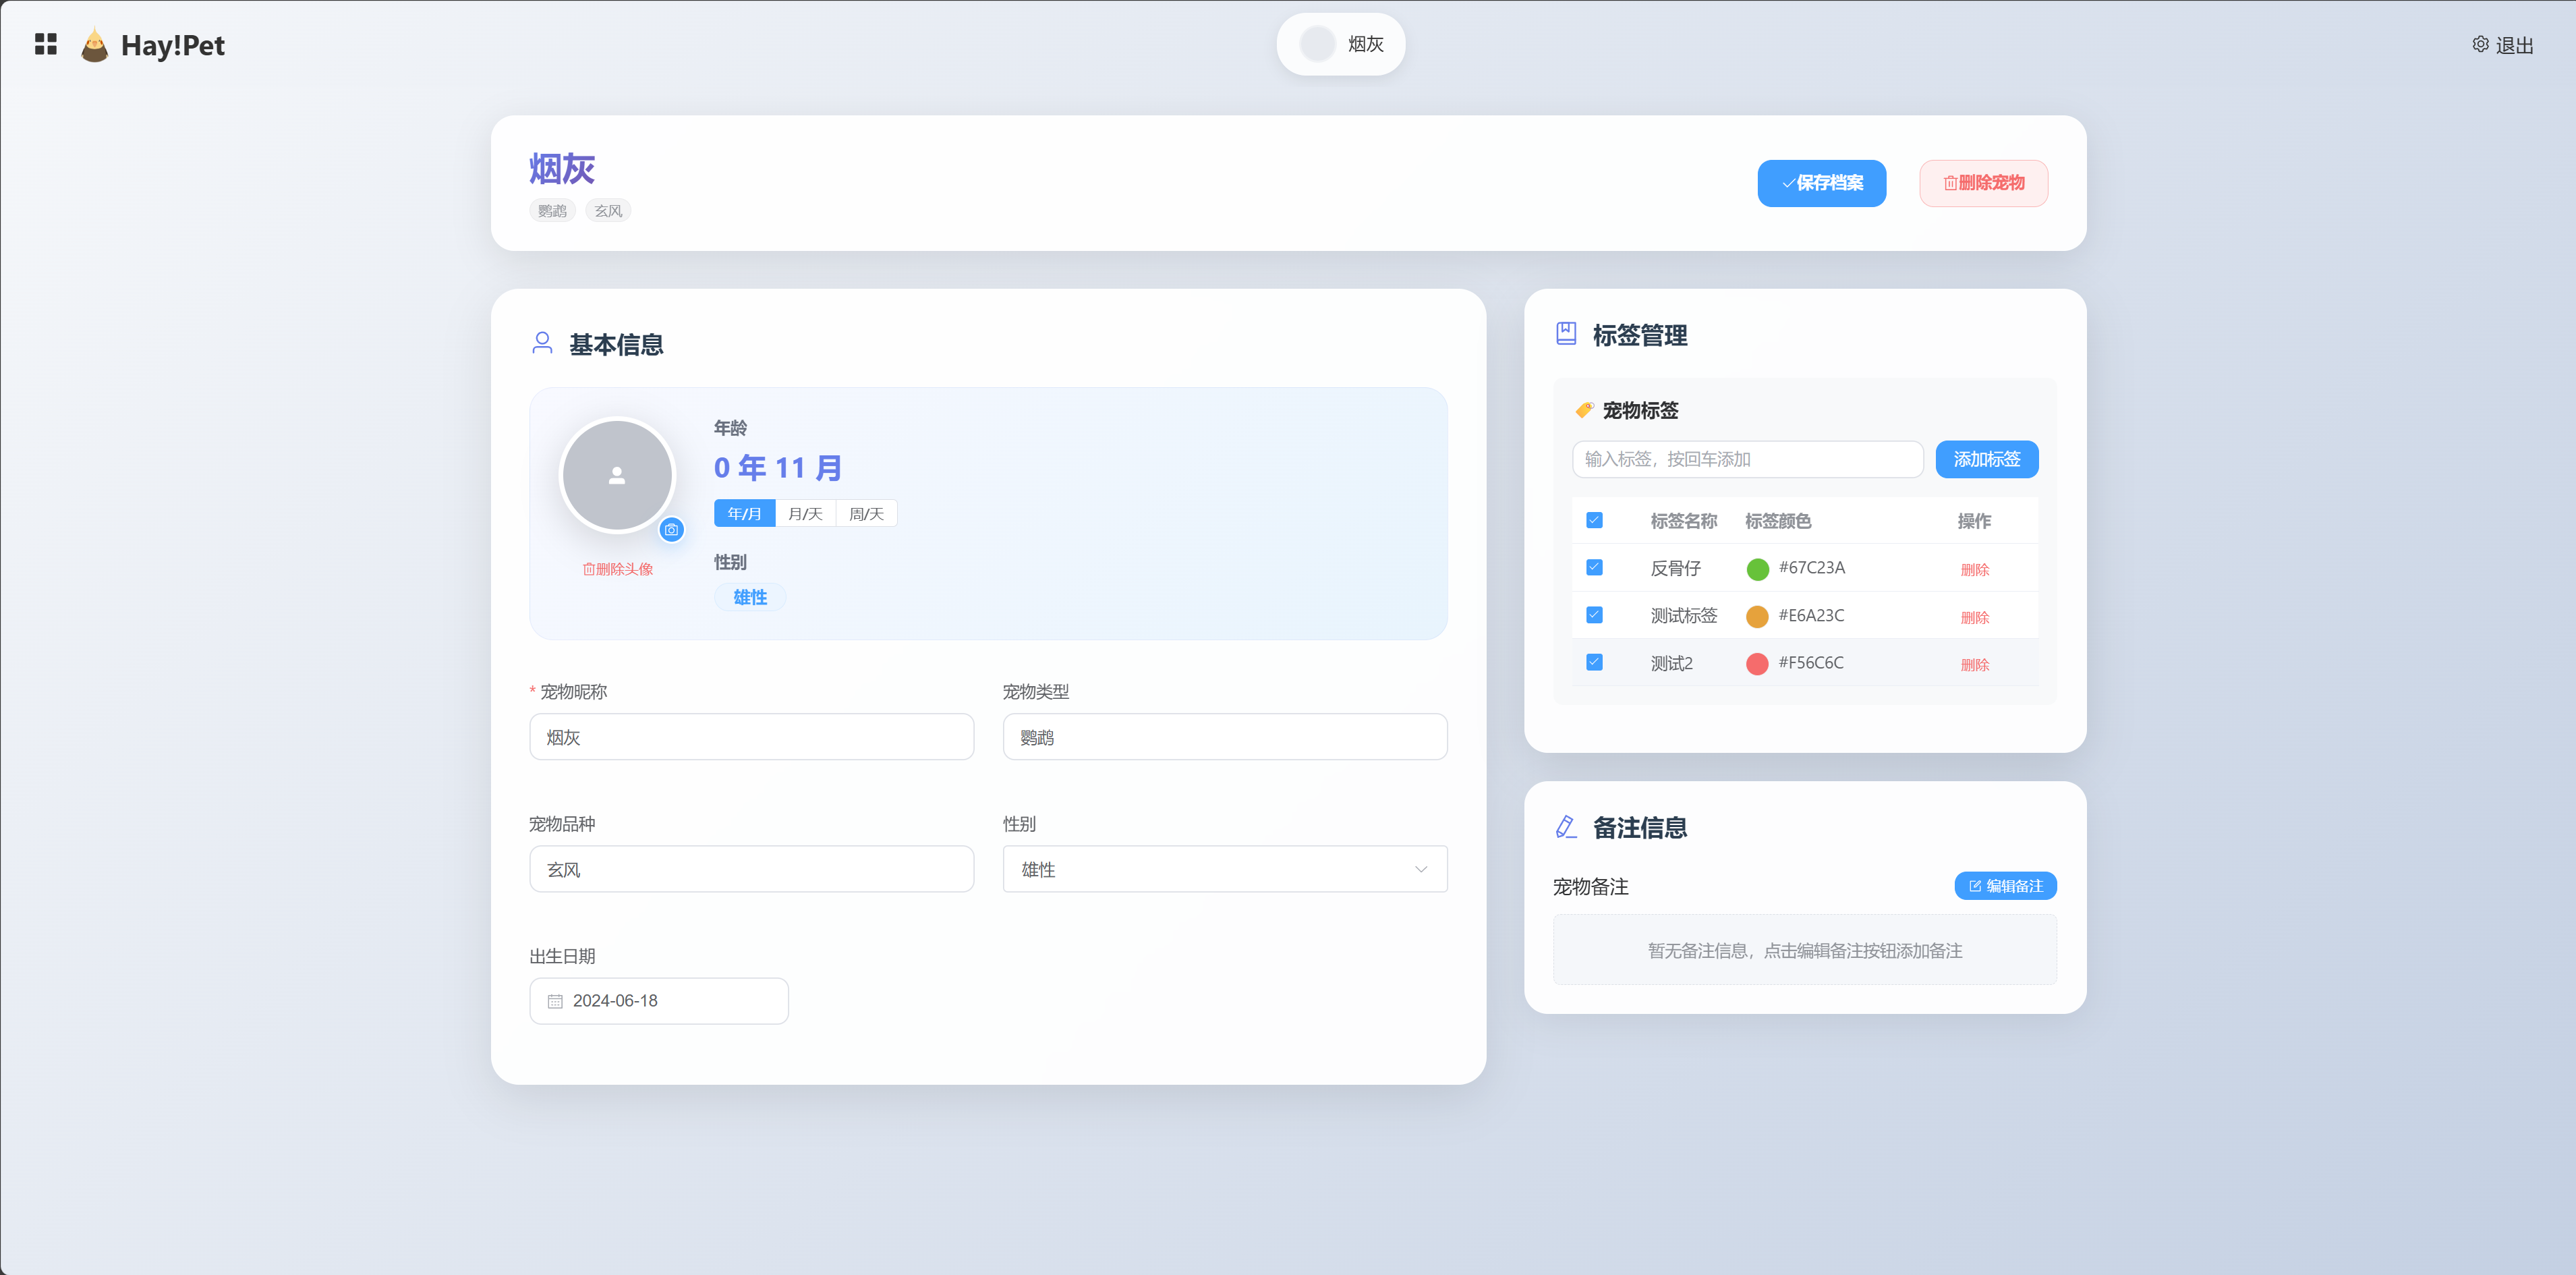 Hay!Pet
烟灰
退出
烟灰
鹦鹉 玄风
保存档案
删除宠物
基本信息
年龄
0 年 11 月
年/月 月/天 周/天
性别
雄性
删除头像
* 宠物昵称
烟灰
宠物类型
鹦鹉
宠物品种
玄风
性别
雄性
出生日期
2024-06-18
标签管理
宠物标签
输入标签，按回车添加
添加标签
标签名称 标签颜色 操作
反骨仔 #67C23A 删除
测试标签 #E6A23C 删除
测试2 #F56C6C 删除
备注信息
宠物备注
编辑备注
暂无备注信息，点击编辑备注按钮添加备注